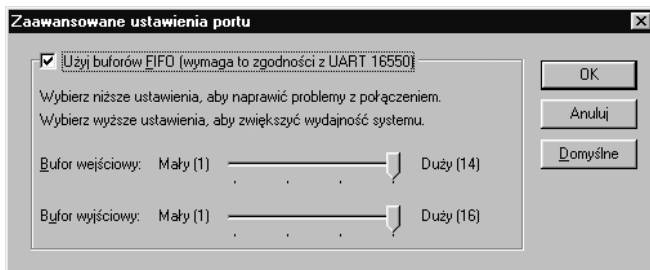 Zaawansowane ustawienia portu
Użyj buforów FIFO (wymaga to zgodności z UART 16550)
OK
Wybierz niższe ustawienia, aby naprawić problemy z połączeniem.
Anuluj
Wybierz wyższe ustawienia, aby zwiększyć wydajność systemu.
Domyślne
Bufor wejściowy: Mały (1) Duży (14)
Bufor wyjściowy: Mały (1) Duży (16)